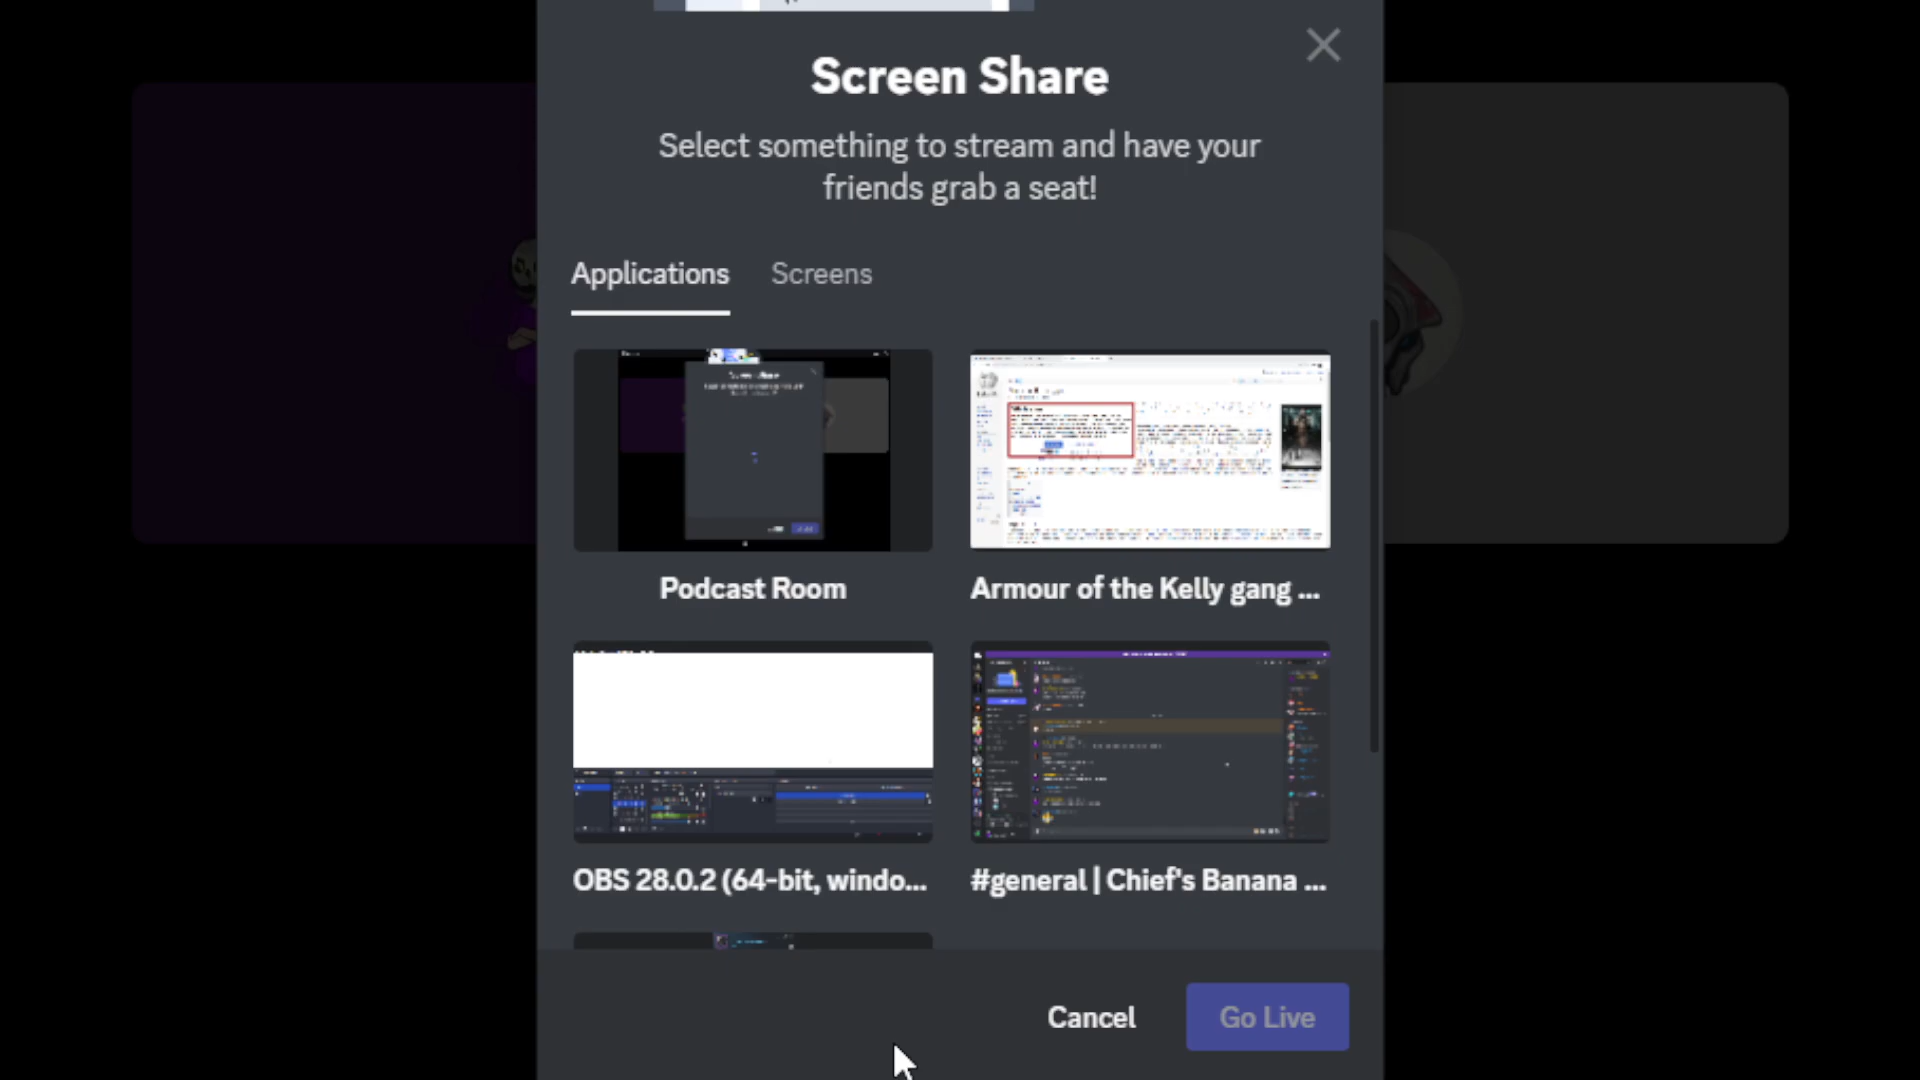 Screen Share
Select something to stream and have your
friends grab a seat!
Applications Screens
Podcast Room
Armour of the Kelly gang ...
OBS 28.0.2 (64-bit, windo...
#general | Chief's Banana ...
Cancel
Go Live